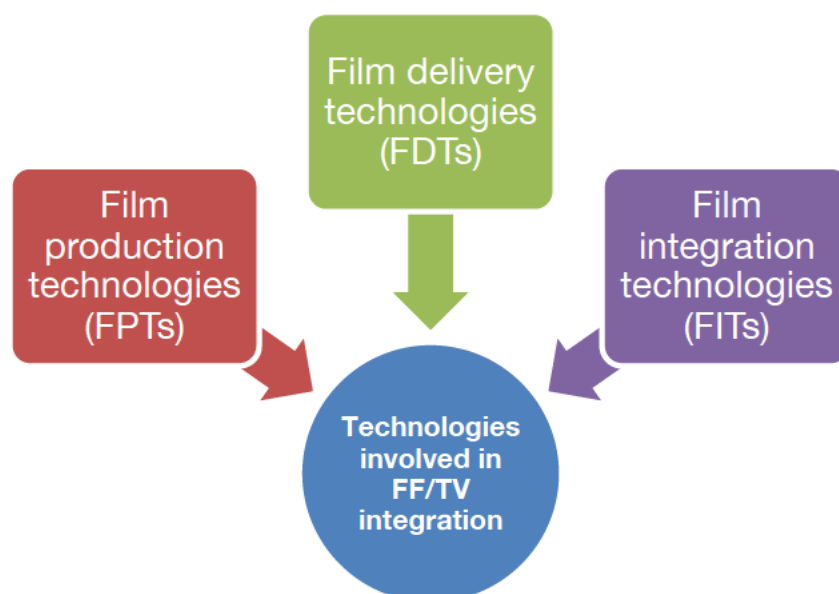 Film delivery
technologies
(FDTs)
Film
production
technologies
(FPTs)
Film
integration
technologies
(FITs)
Technologies
involved in
FF/TV
integration